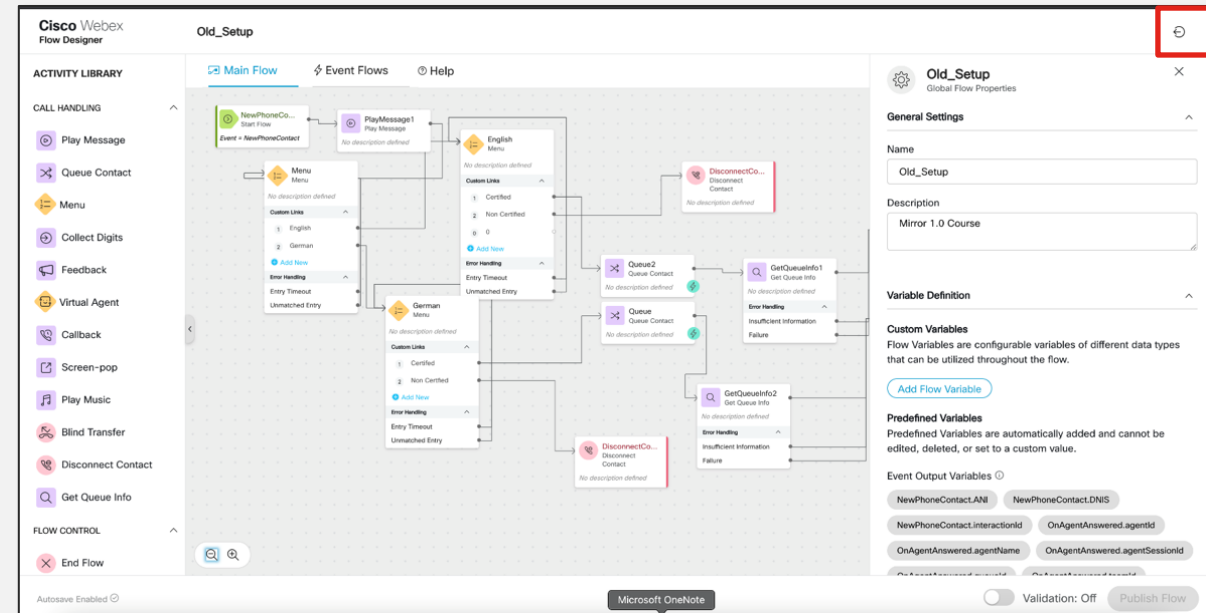 Cisco Webex
Flow Designer
Old_Setup
ACTIVITY LIBRARY
CALL HANDLING
Play Message
Queue Contact
Menu
Collect Digits
Feedback
Virtual Agent
Callback
Screen-pop
Play Music
Blind Transfer
Disconnect Contact
Get Queue Info
FLOW CONTROL
End Flow
Main Flow
Event Flows
Help
NewPhoneCo...
Start Flow
Event = NewPhoneContact
PlayMessage1
Play Message
No description defined
Menu
Menu
No description defined
Custom Links
1 English
2 German
Add New
Error Handling
Entry Timeout
Unmatched Entry
English
Menu
No description defined
Custom Links
1 Certified
2 Non Certified
0 0
Add New
Error Handling
Entry Timeout
Unmatched Entry
German
Menu
No description defined
Custom Links
1 Certifed
2 Non Certified
Add New
Error Handling
Entry Timeout
Unmatched Entry
DisconnectCo...
Disconnect
Contact
No description defined
Queue2
Queue Contact
No description defined
Queue
Queue Contact
No description defined
GetQueueInfo1
Get Queue Info
No description defined
Error Handling
Insufficient Information
Failure
GetQueueInfo2
Get Queue Info
No description defined
Error Handling
Insufficient Information
Failure
DisconnectCo...
Disconnect
Contact
No description defined
Old_Setup
Global Flow Properties
General Settings
Name
Old_Setup
Description
Mirror 1.0 Course
Variable Definition
Custom Variables
Flow Variables are configurable variables of different data types
that can be utilized throughout the flow.
Add Flow Variable
Predefined Variables
Predefined Variables are automatically added and cannot be
edited, deleted, or set to a custom value.
Event Output Variables
NewPhoneContact.ANI NewPhoneContact.DNIS
NewPhoneContact.interactionId OnAgentAnswered.agentId
OnAgentAnswered.agentName OnAgentAnswered.agentSessionId
Autosave Enabled
Microsoft OneNote
Validation: Off
Publish Flow